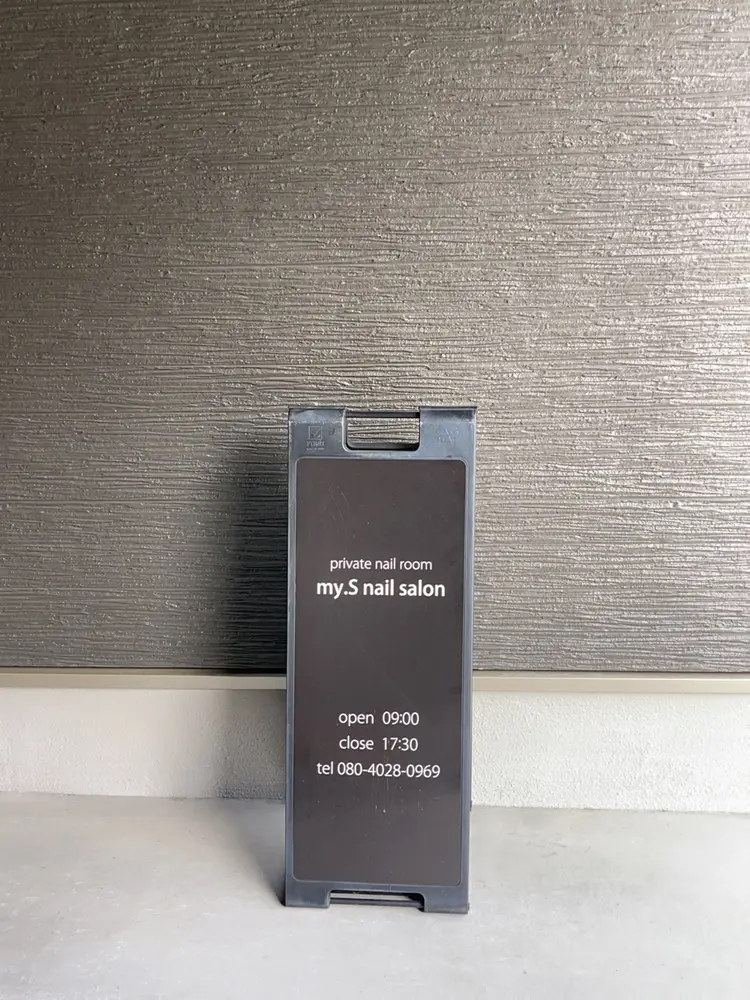 private nail room
my.S nail salon
open 09:00
close 17:30
tel 080-4028-0969